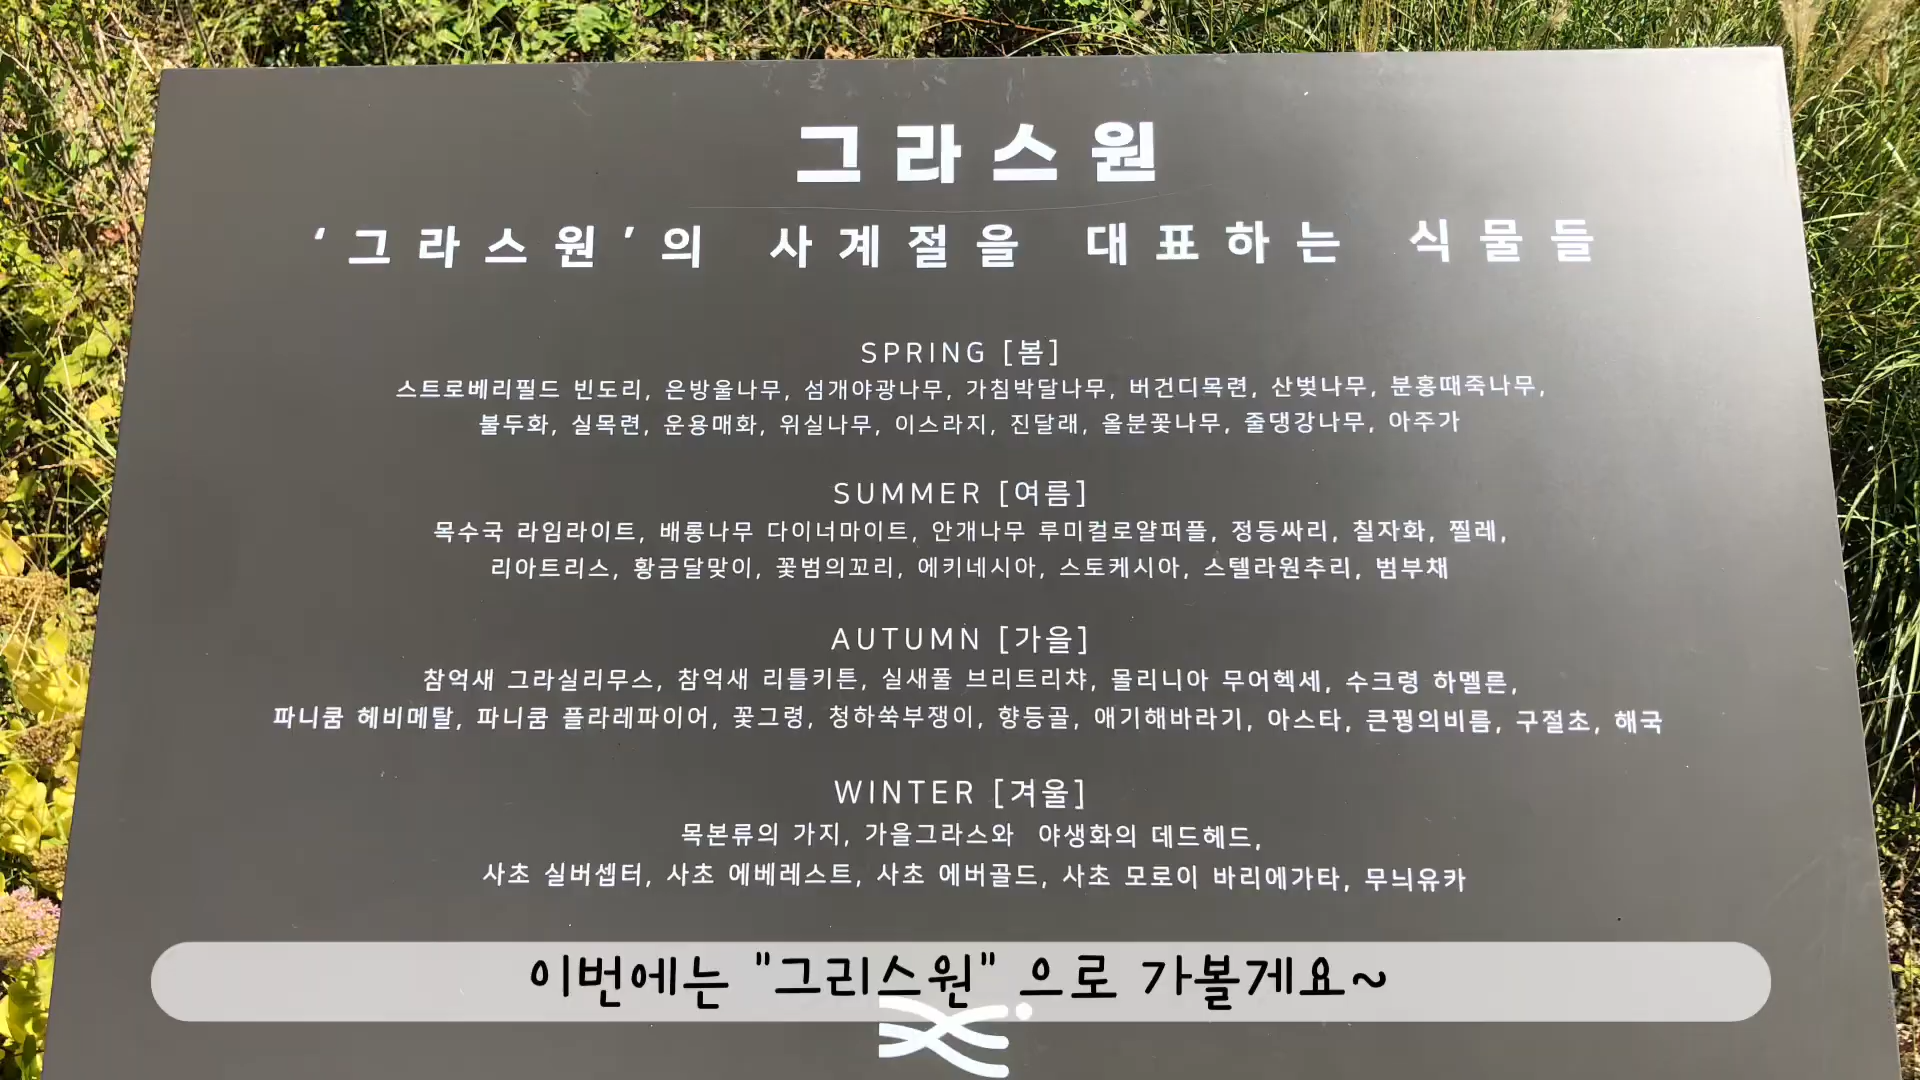 그라스원
‘그라스원’의 사계절을 대표하는 식물들
SPRING [봄]
스트로베리필드 빈도리, 은방울나무, 섬개야광나무, 가침박달나무, 버건디목련, 산벚나무, 분홍때죽나무,
불두화, 실목련, 운용매화, 위실나무, 이스라지, 진달래, 올분꽃나무, 줄댕강나무, 아주가
SUMMER [여름]
목수국 라임라이트, 배롱나무 다이너마이트, 안개나무 루미컬로얄퍼플, 정등싸리, 칠자화, 찔레,
리아트리스, 황금달맞이, 꽃범의꼬리, 에키네시아, 스토케시아, 스텔라원추리, 범부채
AUTUMN [가을]
참억새 그라실리무스, 참억새 리틀키튼, 실새풀 브리트리챠, 몰리니아 무어헥세, 수크령 하멜른,
파니쿰 헤비메탈, 파니쿰 플라레파이어, 꽃그령, 청하쑥부쟁이, 향등골, 애기해바라기, 아스타, 큰꿩의비름, 구절초, 해국
WINTER [겨울]
목본류의 가지, 가을그라스와 야생화의 데드헤드,
사초 실버셉터, 사초 에베레스트, 사초 에버골드, 사초 모로이 바리에가타, 무늬유카
이번에는 "그리스원" 으로 가볼게요~